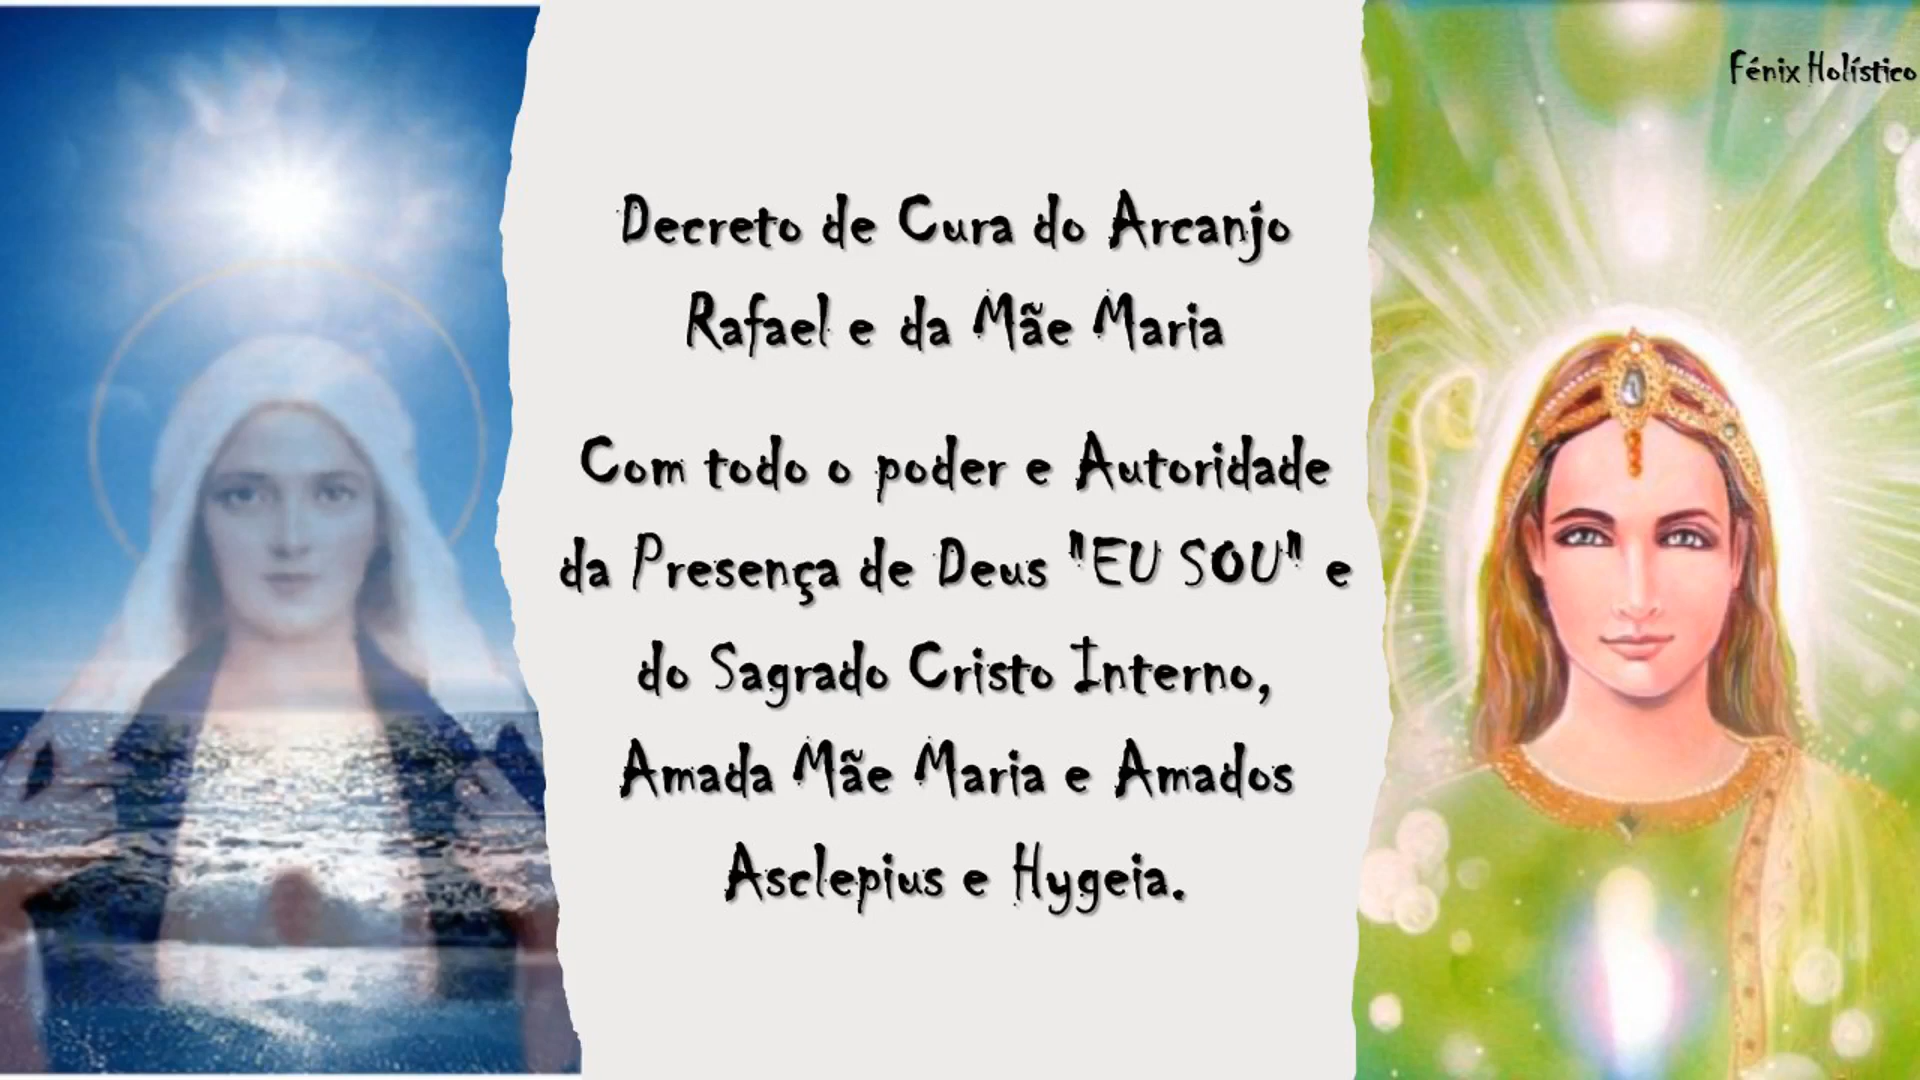 Fénix Holístico
Decreto de Cura do Arcanjo
Rafael e da Mãe Maria
Com todo o poder e Autoridade
da Presença de Deus "EU SOU" e
do Sagrado Cristo Interno,
Amada Mãe Maria e Amados
Asclepius e Hygeia.